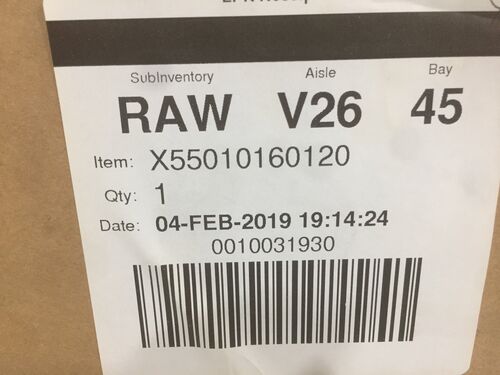 SubInventory Aisle Bay
RAW V26 45
Item: X55010160120
Qty: 1
Date: 04-FEB-2019 19:14:24
0010031930